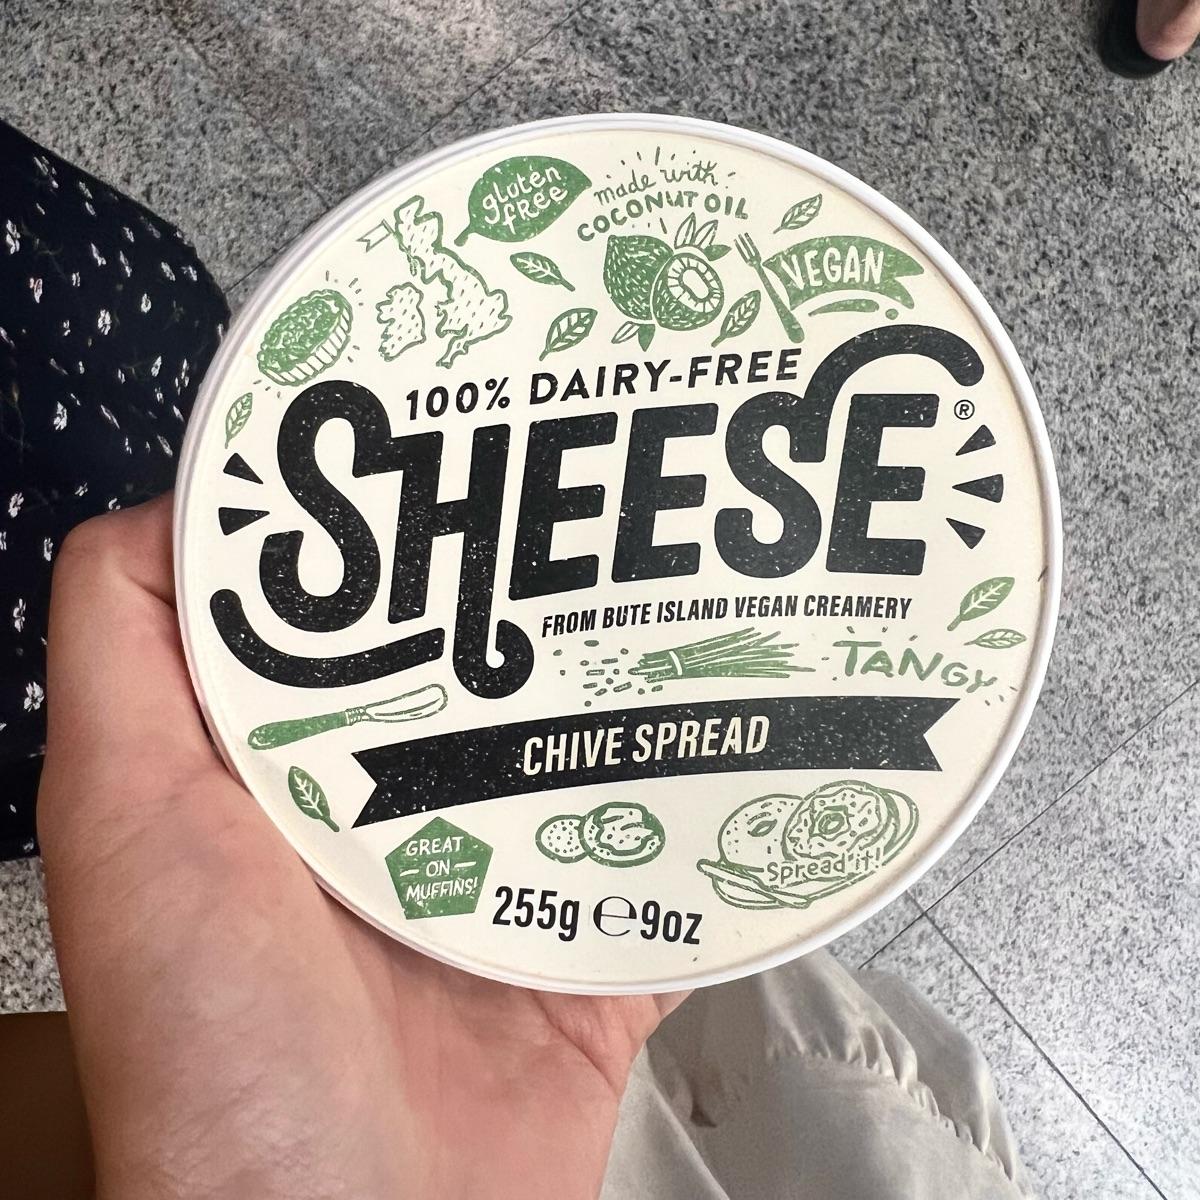 gluten
FREE
made with
COCONUT OIL
VEGAN
100% DAIRY-FREE
SHEESE®
FROM BUTE ISLAND VEGAN CREAMERY
TANGY
CHIVE SPREAD
GREAT
ON
MUFFINS!
Spread it!
255g ℮ 9oz